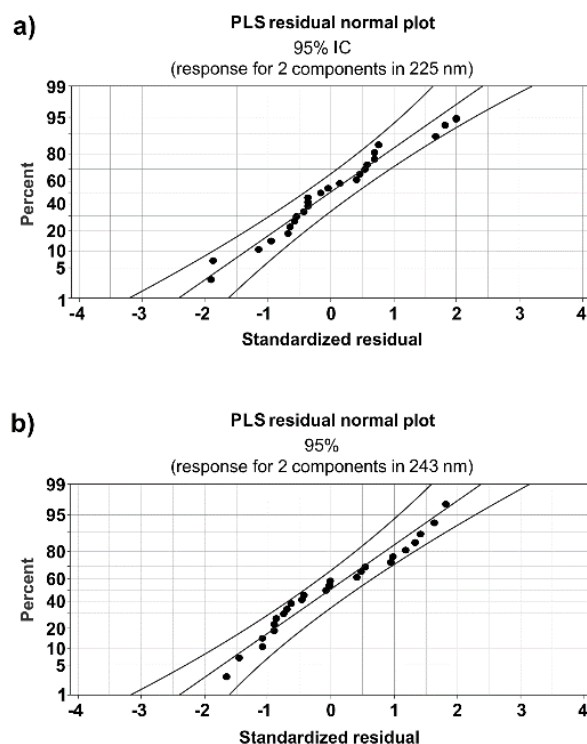 a)
PLS residual normal plot
95% IC
(response for 2 components in 225 nm)
99
95
80
60
40
20
10
5
1
Percent
-4 -3 -2 -1 0 1 2 3 4
Standardized residual
b)
PLS residual normal plot
95%
(response for 2 components in 243 nm)
99
95
80
60
40
20
10
5
1
Percent
-4 -3 -2 -1 0 1 2 3 4
Standardized residual